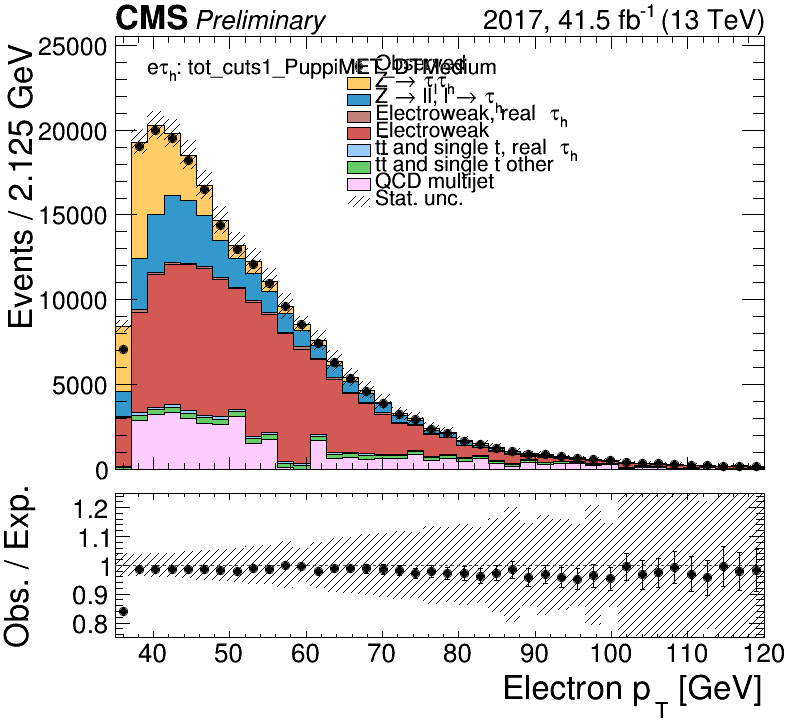 CMS Preliminary 2017, 41.5 fb⁻¹ (13 TeV)
Events / 2.125 GeV
25000
20000
15000
10000
5000
0
eτh: tot_cuts1_PuppiMET_DTMedium
Observed
Z → τlτh
Z → ll, l → τh
Electroweak, real τh
Electroweak
tt and single t, real τh
tt and single t other
QCD multijet
Stat. unc.
Obs. / Exp.
1.2
1.1
1
0.9
0.8
40 50 60 70 80 90 100 110 120
Electron pT [GeV]